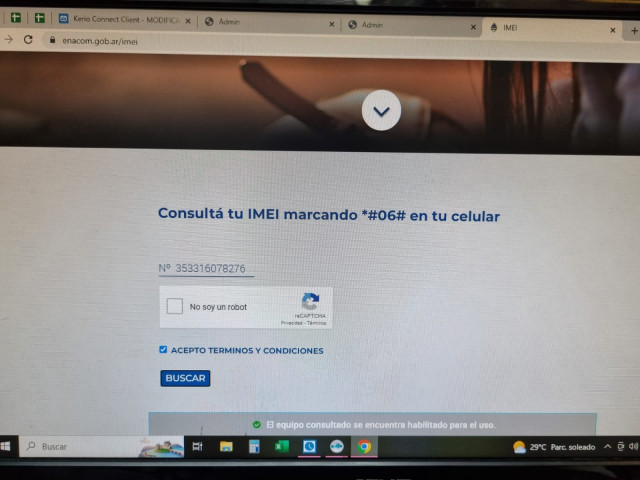 Kerio Connect Client - MODIFICA
Admin
Admin
IMEI
enacom.gob.ar/imei
Consultá tu IMEI marcando *#06# en tu celular
Nº 353316078276
No soy un robot
reCAPTCHA
Privacidad - Términos
ACEPTO TERMINOS Y CONDICIONES
BUSCAR
El equipo consultado se encuentra habilitado para el uso.
Buscar
29°C Parc. soleado